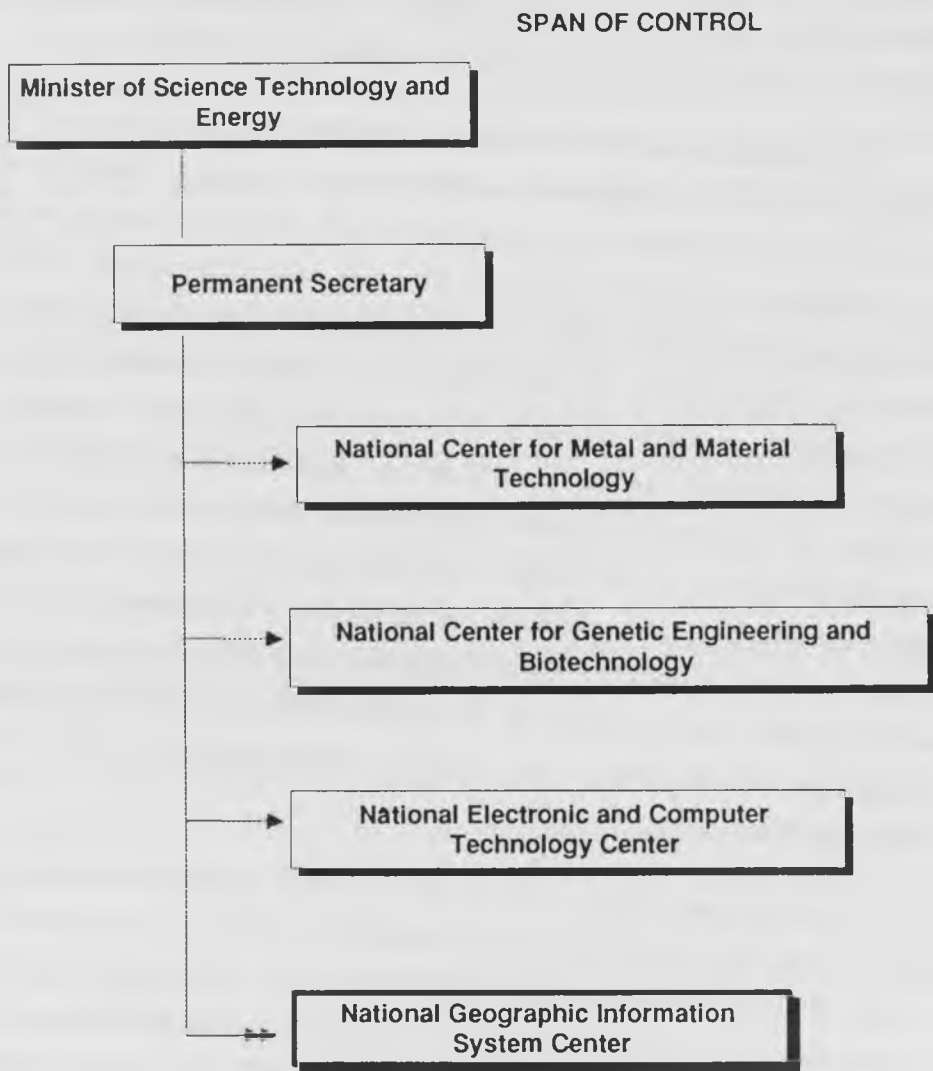 SPAN OF CONTROL
Minister of Science Technology and
Energy
Permanent Secretary
National Center for Metal and Material
Technology
National Center for Genetic Engineering and
Biotechnology
National Electronic and Computer
Technology Center
National Geographic Information
System Center